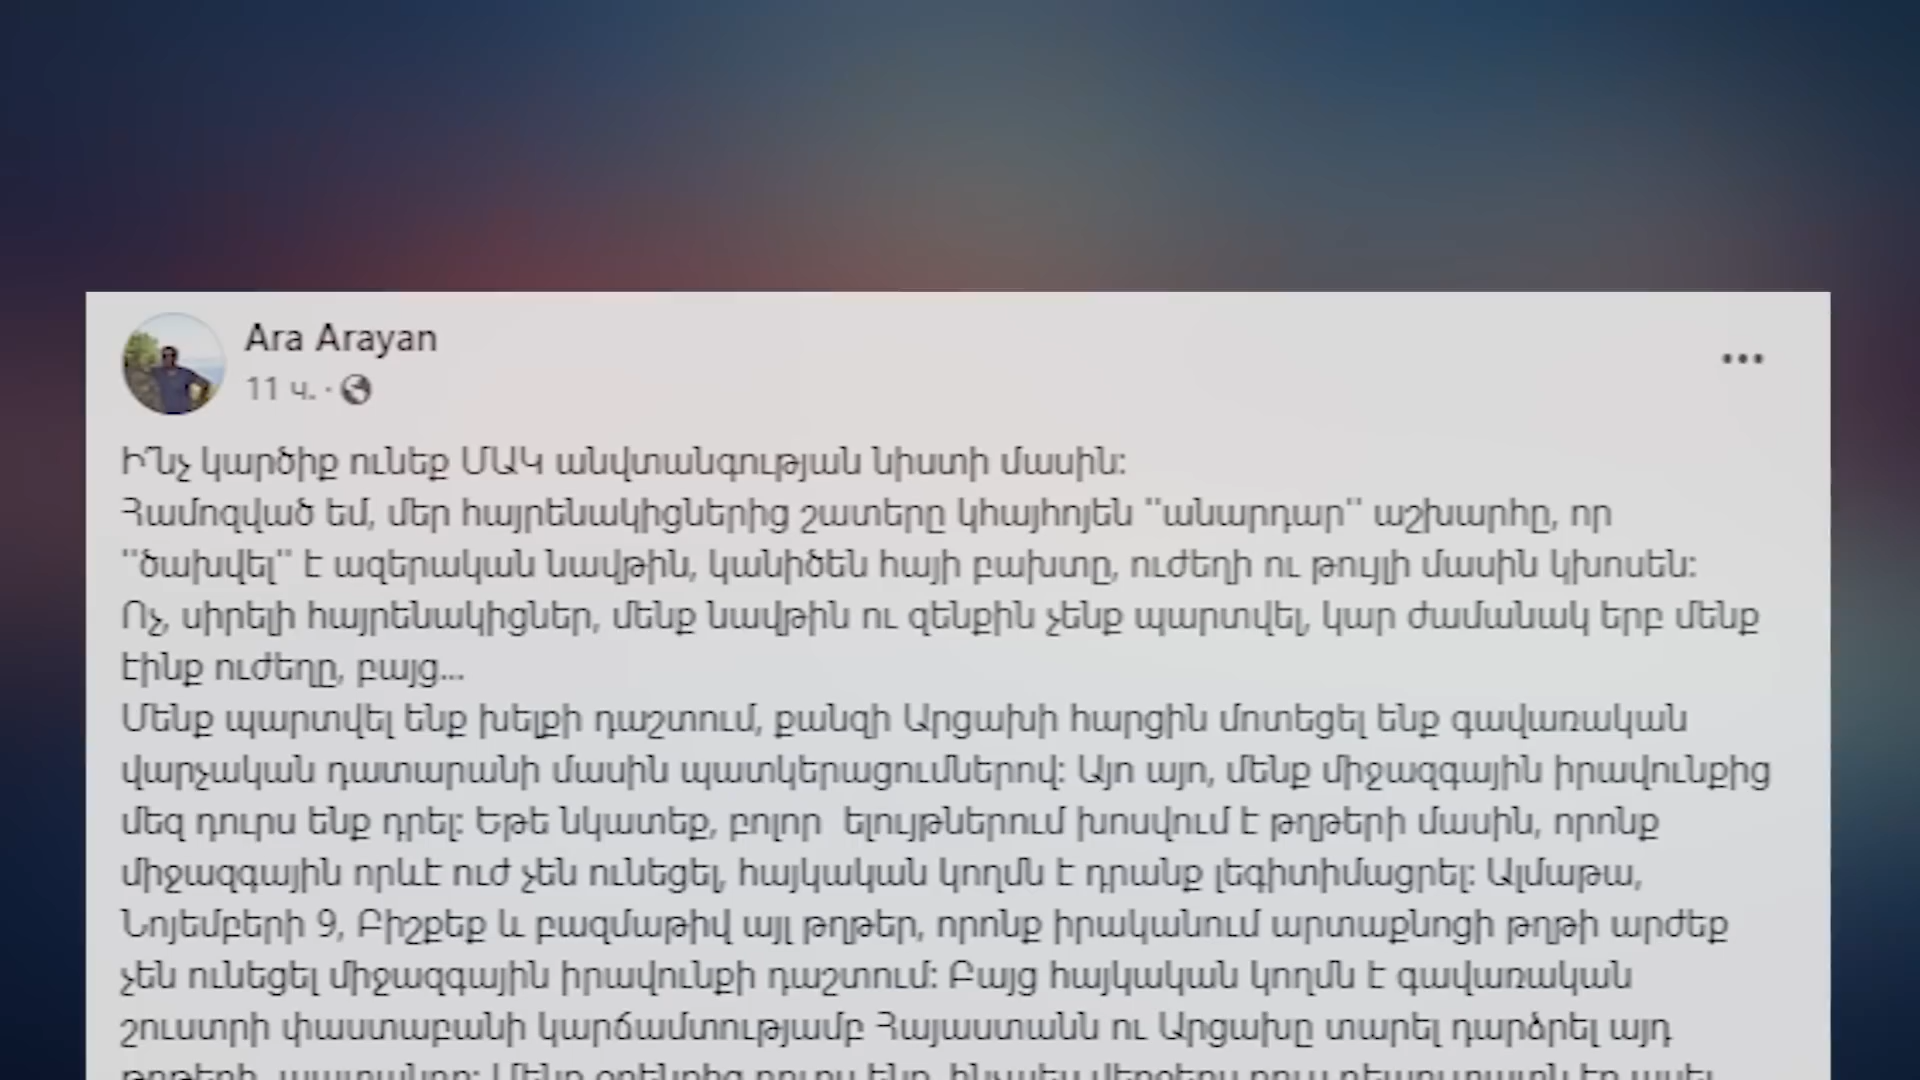 Ara Arayan
11 ч. ·
Ի՞նչ կարծիք ունեք ՄԱԿ անվտանգության նիստի մասին։
Համոզված եմ, մեր հայրենակիցներից շատերը կհայհոյեն ''անարդար'' աշխարհը, որ
''ծախվել'' է ազերական նավթին, կանիծեն հայի բախտը, ուժեղի ու թույլի մասին կխոսեն։
Ոչ, սիրելի հայրենակիցներ, մենք նավթին ու զենքին չենք պարտվել, կար ժամանակ երբ մենք
էինք ուժեղը, բայց...
Մենք պարտվել ենք խելքի դաշտում, քանզի Արցախի հարցին մոտեցել ենք գավառական
վարչական դատարանի մասին պատկերացումներով։ Այո այո, մենք միջազգային իրավունքից
մեզ դուրս ենք դրել։ Եթե նկատեք, բոլոր ելույթներում խոսվում է թղթերի մասին, որոնք
միջազգային որևէ ուժ չեն ունեցել, հայկական կողմն է դրանք լեգիտիմացրել։ Ալմաթա,
Նոյեմբերի 9, Բիշքեք և բազմաթիվ այլ թղթեր, որոնք իրականում արտաքնոցի թղթի արժեք
չեն ունեցել միջազգային իրավունքի դաշտում։ Բայց հայկական կողմն է գավառական
շուստրի փաստաբանի կարճամտությամբ Հայաստանն ու Արցախը տարել դարձրել այդ